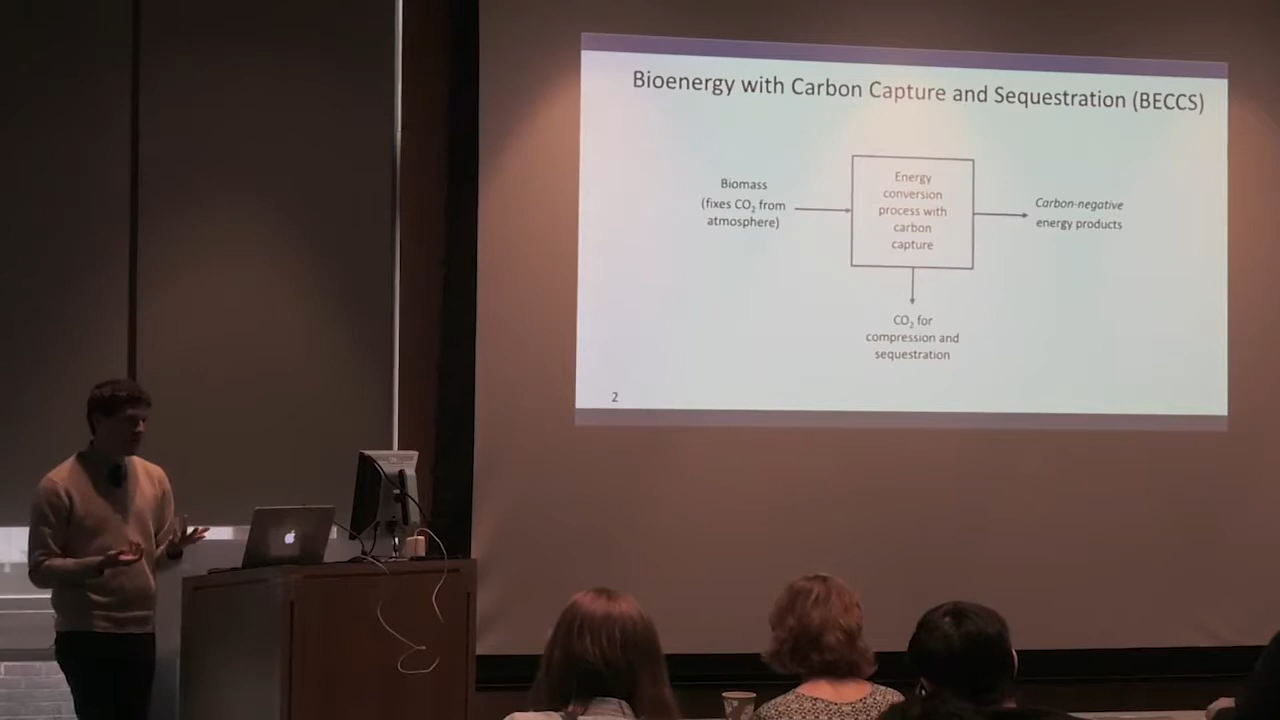 Bioenergy with Carbon Capture and Sequestration (BECCS)
Biomass
(fixes CO₂ from
atmosphere)
Energy
conversion
process with
carbon
capture
Carbon-negative
energy products
CO₂ for
compression and
sequestration
2